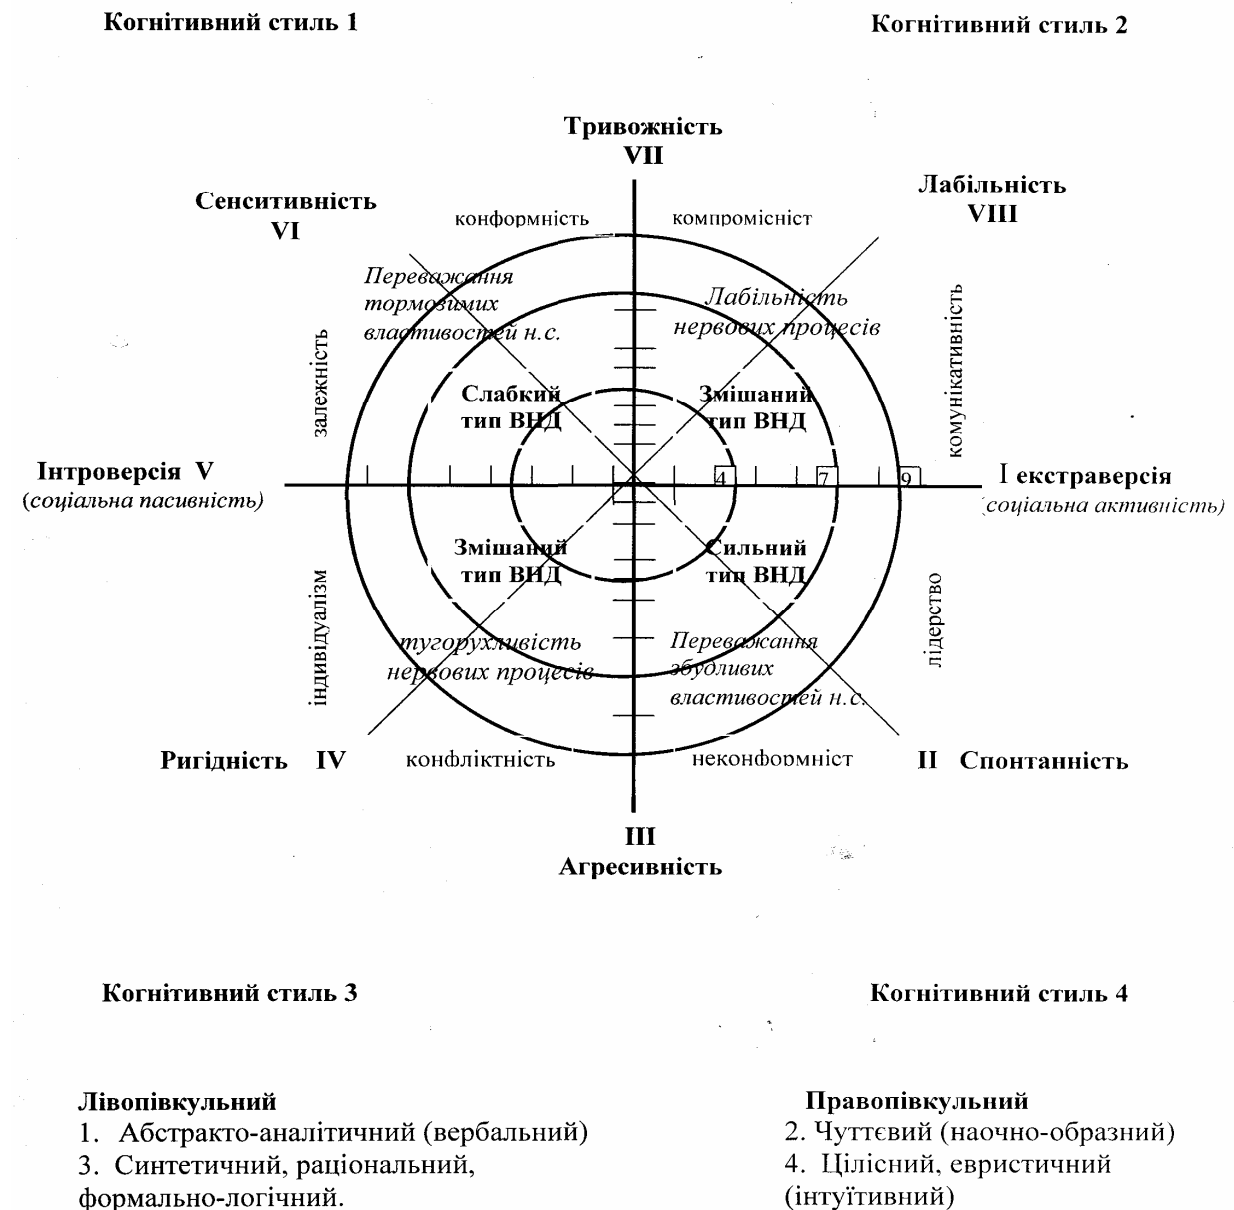 Когнітивний стиль 1
Когнітивний стиль 2
Тривожність
VII
Сенситивність
VI
Лабільність
VIII
конформність
компромісніст
Переважання
тормозимих
властивостей н.с.
Лабільність
нервових процесів
залежність
комунікативність
Слабкий
тип ВНД
Змішаний
тип ВНД
Інтроверсія V
(соціальна пасивність)
4
7
9
I екстраверсія
(соціальна активність)
Змішаний
тип ВНД
Сильний
тип ВНД
індивідуалізм
лідерство
тугорухливість
нервових процесів
Переважання
збудливих
властивостей н.с.
Ригідність IV
конфліктність
неконформніст
II Спонтанність
III
Агресивність
Когнітивний стиль 3
Когнітивний стиль 4
Лівопівкульний
1. Абстракто-аналітичний (вербальний)
3. Синтетичний, раціональний,
формально-логічний.
Правопівкульний
2. Чуттєвий (наочно-образний)
4. Цілісний, евристичний
(інтуїтивний)